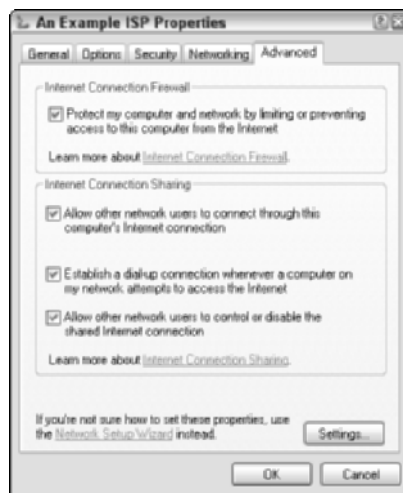 An Example ISP Properties
General Options Security Networking Advanced
Internet Connection Firewall
Protect my computer and network by limiting or preventing
access to this computer from the Internet
Learn more about Internet Connection Firewall.
Internet Connection Sharing
Allow other network users to connect through this
computer's Internet connection
Establish a dial-up connection whenever a computer on
my network attempts to access the Internet
Allow other network users to control or disable the
shared Internet connection
Learn more about Internet Connection Sharing.
If you're not sure how to set these properties, use
the Network Setup Wizard instead.
Settings...
OK Cancel